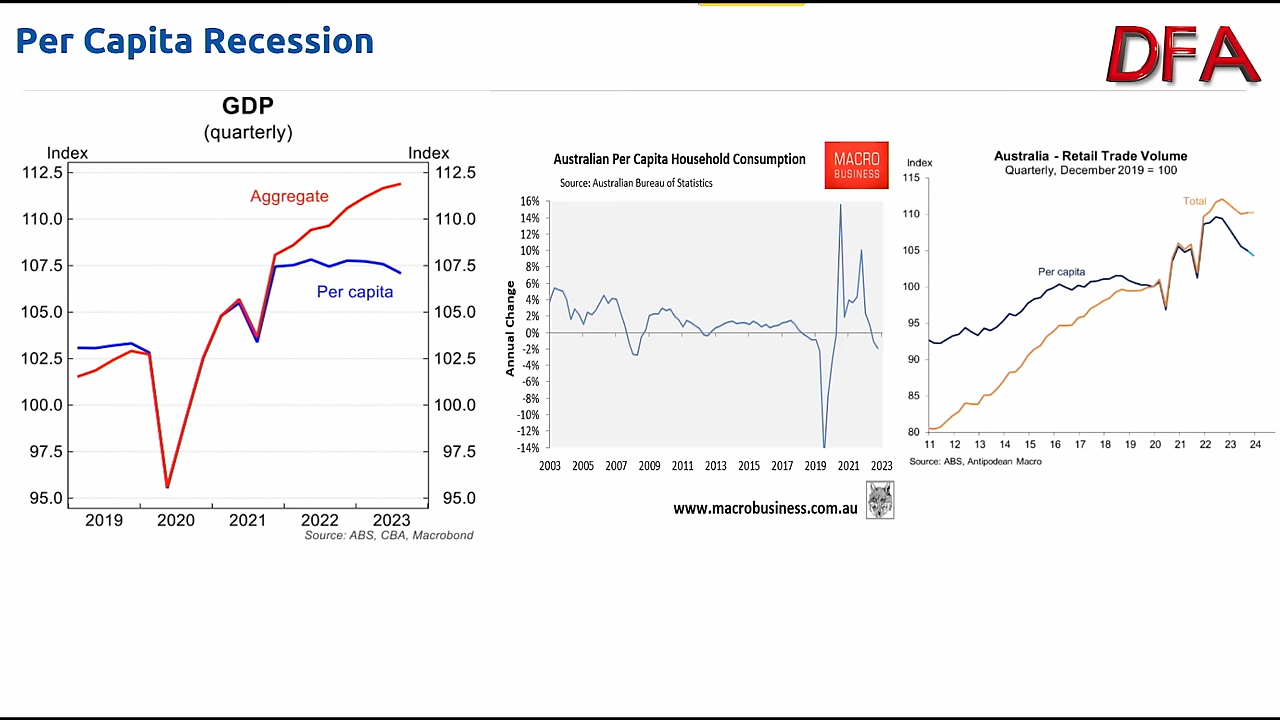 Per Capita Recession
DFA
GDP
(quarterly)
Index
Index
112.5
112.5
110.0
110.0
107.5
107.5
105.0
105.0
102.5
102.5
100.0
100.0
97.5
97.5
95.0
95.0
Aggregate
Per capita
2019 2020 2021 2022 2023
Source: ABS, CBA, Macrobond
Australian Per Capita Household Consumption
Source: Australian Bureau of Statistics
MACRO
BUSINESS
Annual Change
16%
14%
12%
10%
8%
6%
4%
2%
0%
-2%
-4%
-6%
-8%
-10%
-12%
-14%
2003 2005 2007 2009 2011 2013 2015 2017 2019 2021 2023
www.macrobusiness.com.au
Australia - Retail Trade Volume
Quarterly, December 2019 = 100
Index
115
110
105
100
95
90
85
80
Total
Per capita
11 12 13 14 15 16 17 18 19 20 21 22 23 24
Source: ABS, Antipodean Macro